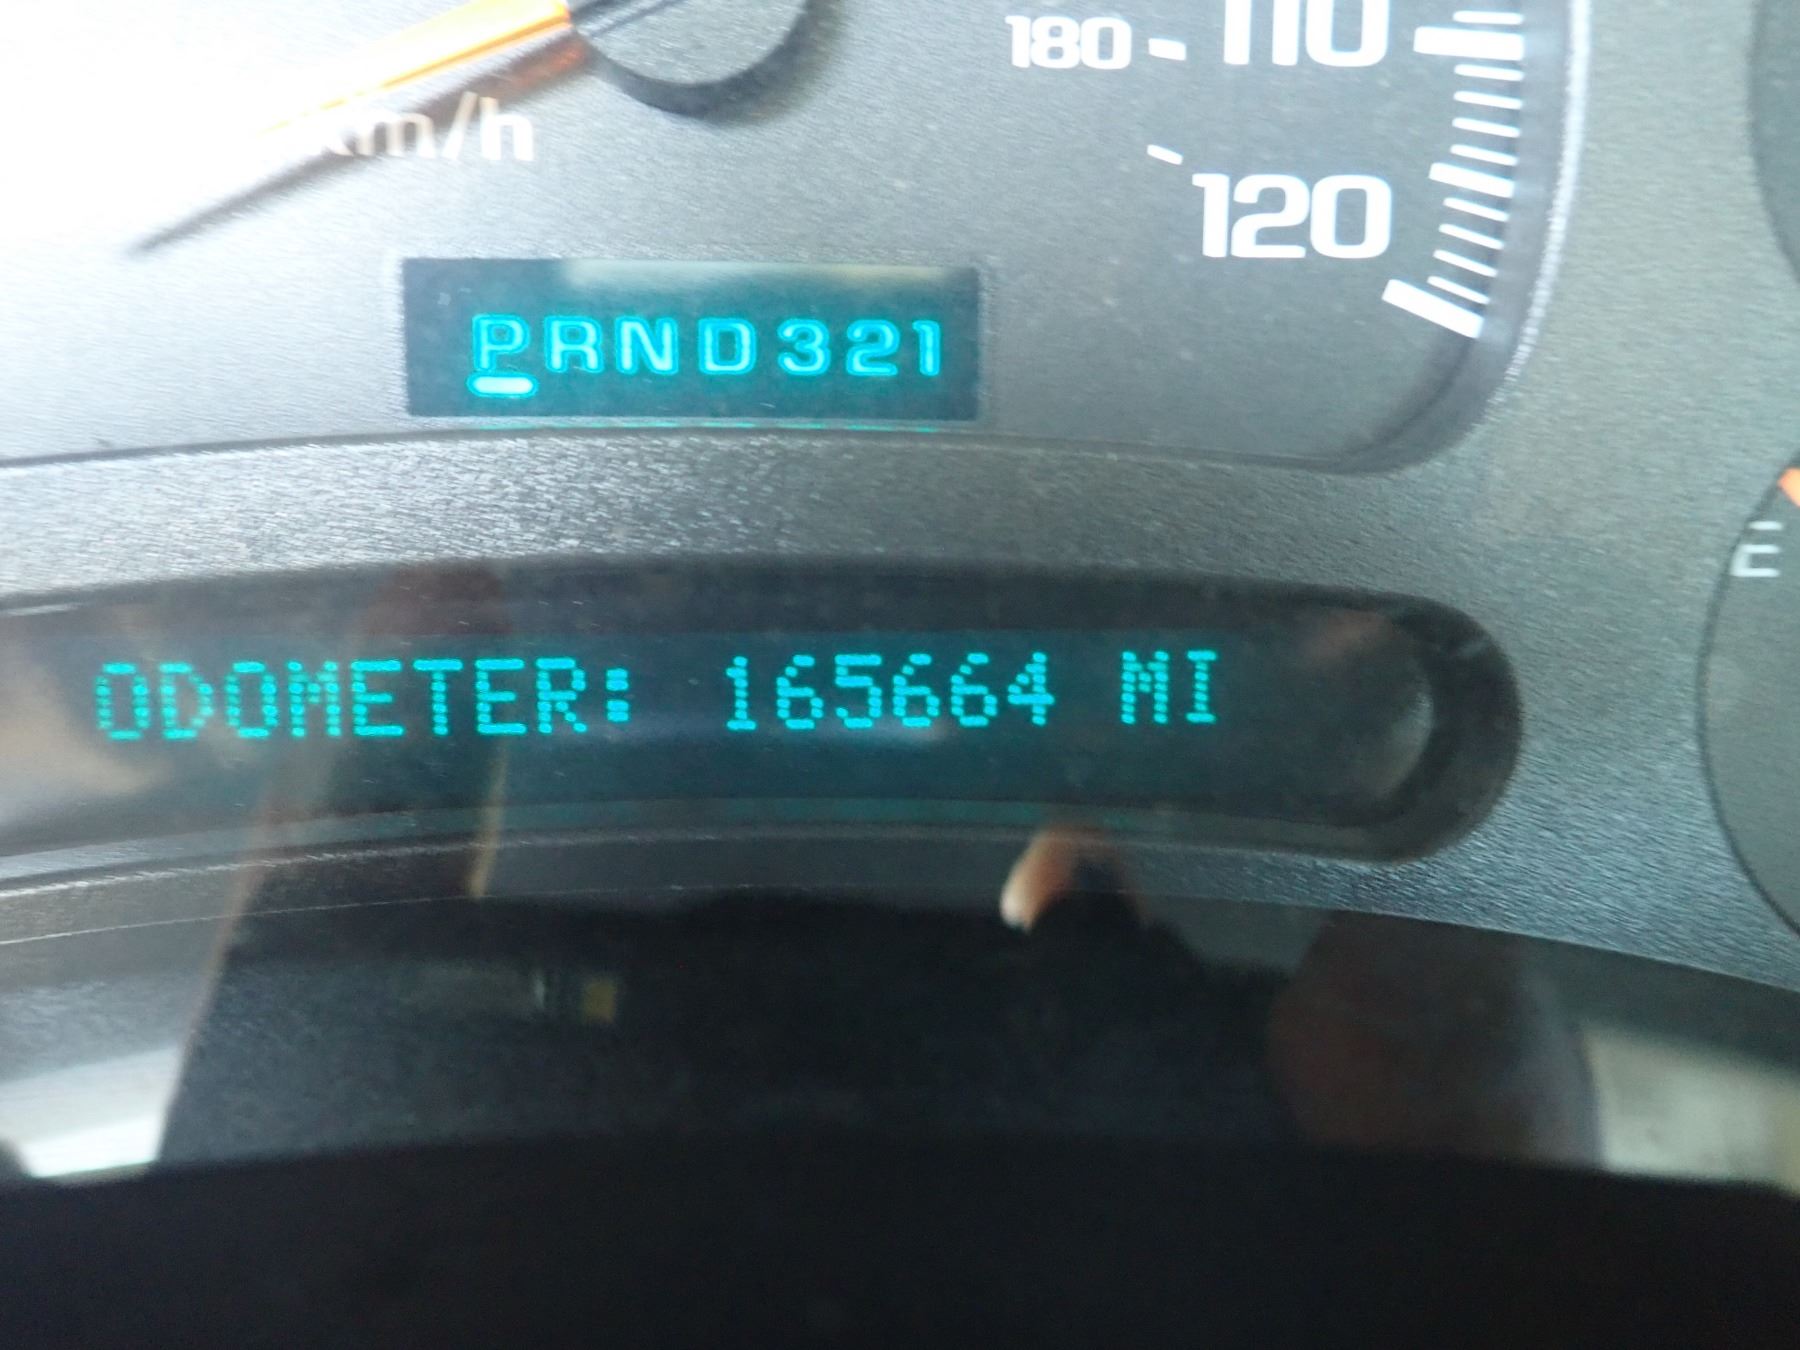 180 110
km/h
120
PRND321
E
ODOMETER: 165664 MI